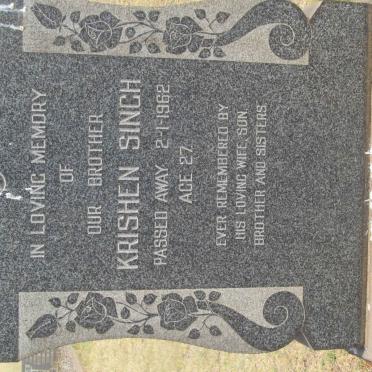 IN LOVING MEMORY
OF
OUR BROTHER
KRISHEN SINGH
PASSED AWAY 2-1-1962
AGE 27.
EVER REMEMBERED BY
HIS LOVING WIFE, SON,
BROTHER AND SISTERS